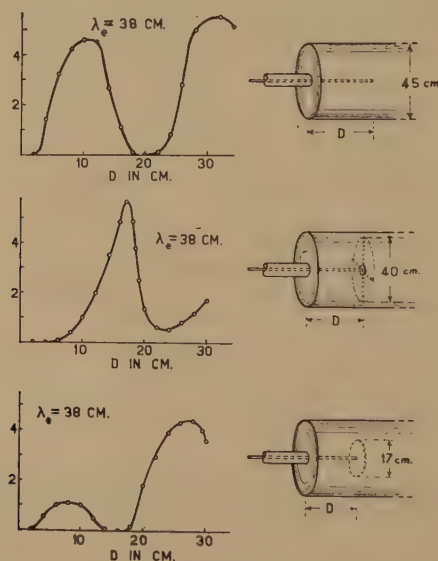 λe = 38 CM.
4
2
10
20
30
D IN CM.
45 cm.
D
λe = 38 CM.
4
2
10
20
30
D IN CM.
40 cm.
D
λe = 38 CM.
4
2
10
20
30
D IN CM.
17 cm.
D